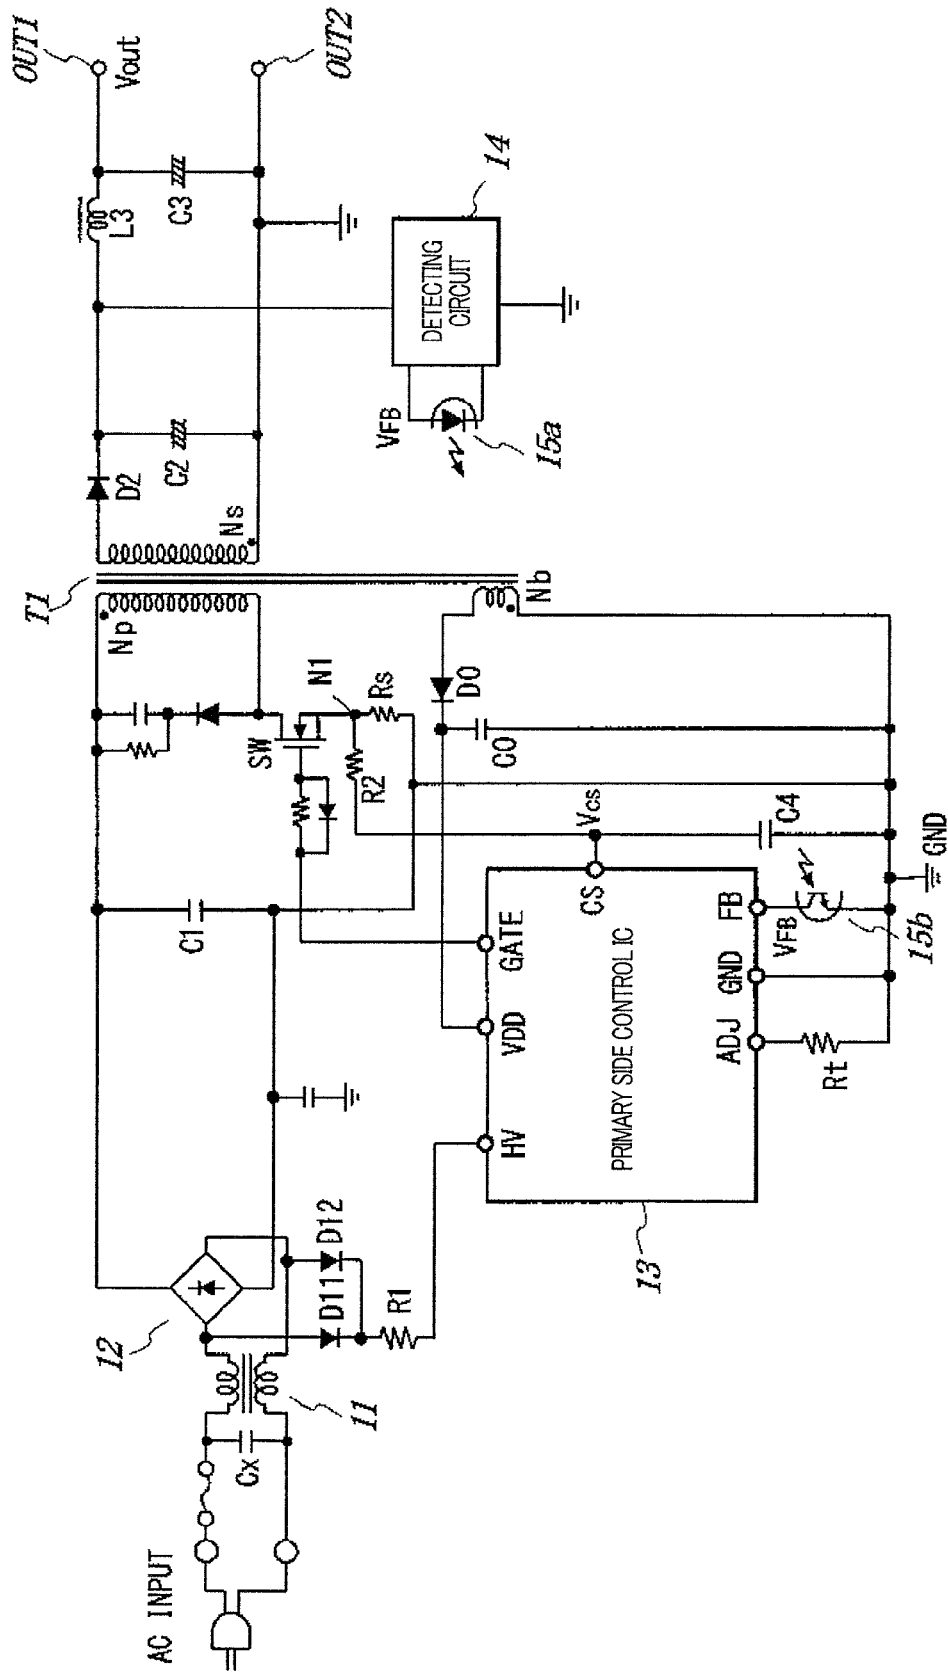 AC INPUT
Cx
11
12
D11
D12
R1
C1
SW
N1
R2
Rs
Np
T1
Ns
D2
C2
L3
C3
OUT1
Vout
OUT2
14
DETECTING
CIRCUIT
VFB
15a
Nb
D0
C0
Vcs
C4
GND
13
PRIMARY SIDE CONTROL IC
HV
VDD
GATE
CS
ADJ
GND
FB
Rt
VFB
15b